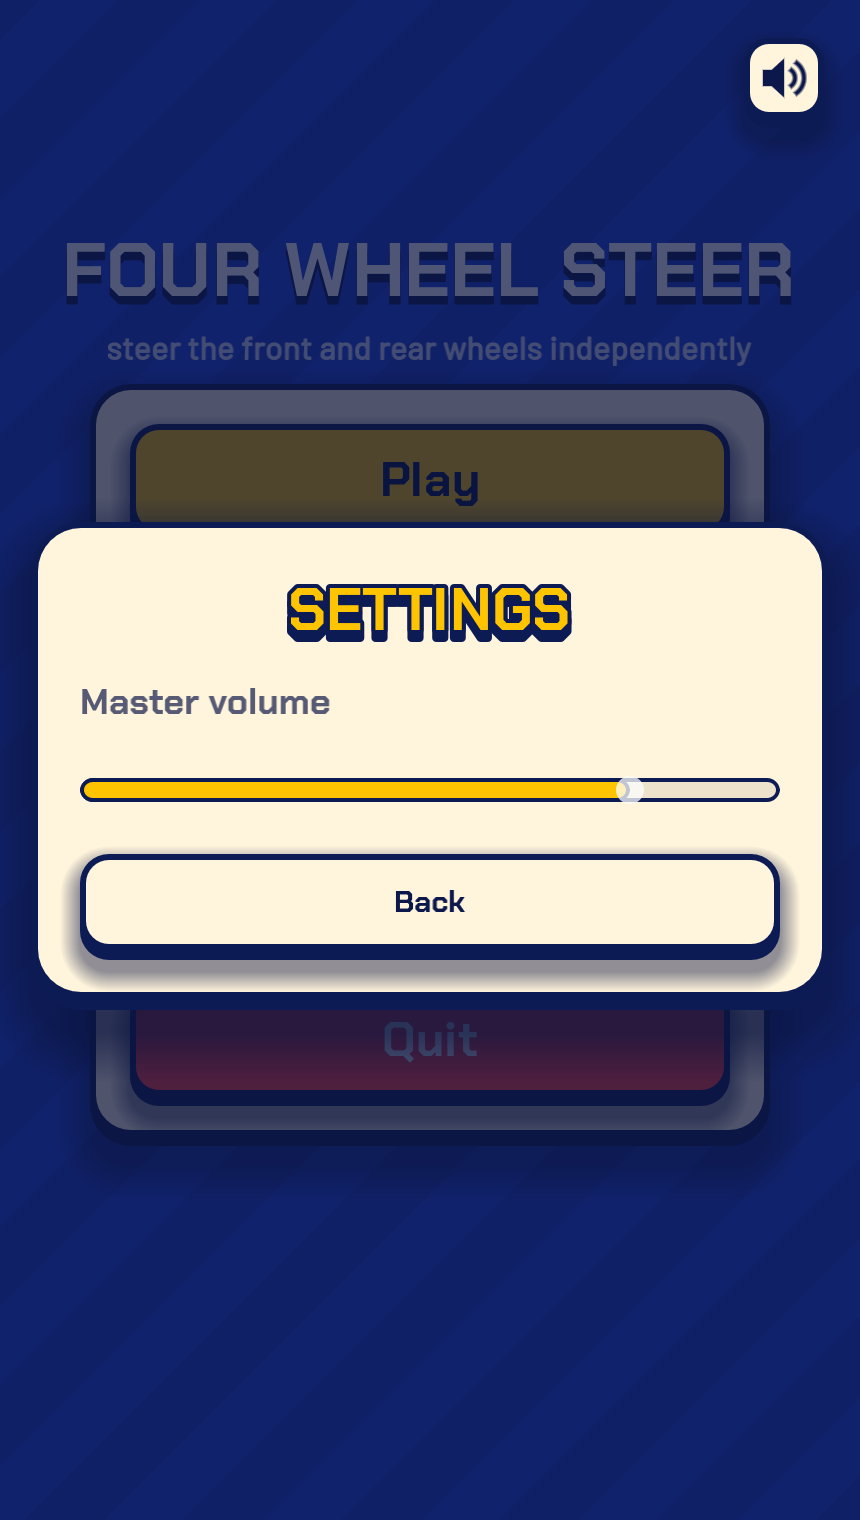 FOUR WHEEL STEER
steer the front and rear wheels independently
Play
SETTINGS
Master volume
Back
Quit